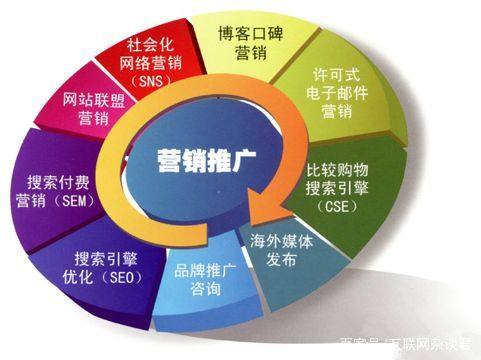 社会化
网络营销
(SNS)
博客口碑
营销
许可式
电子邮件
营销
比较购物
搜索引擎
(CSE)
海外媒体
发布
品牌推广
咨询
搜索引擎
优化(SEO)
搜索付费
营销(SEM)
网站联盟
营销
营销推广
百家号/互联网杂谈君